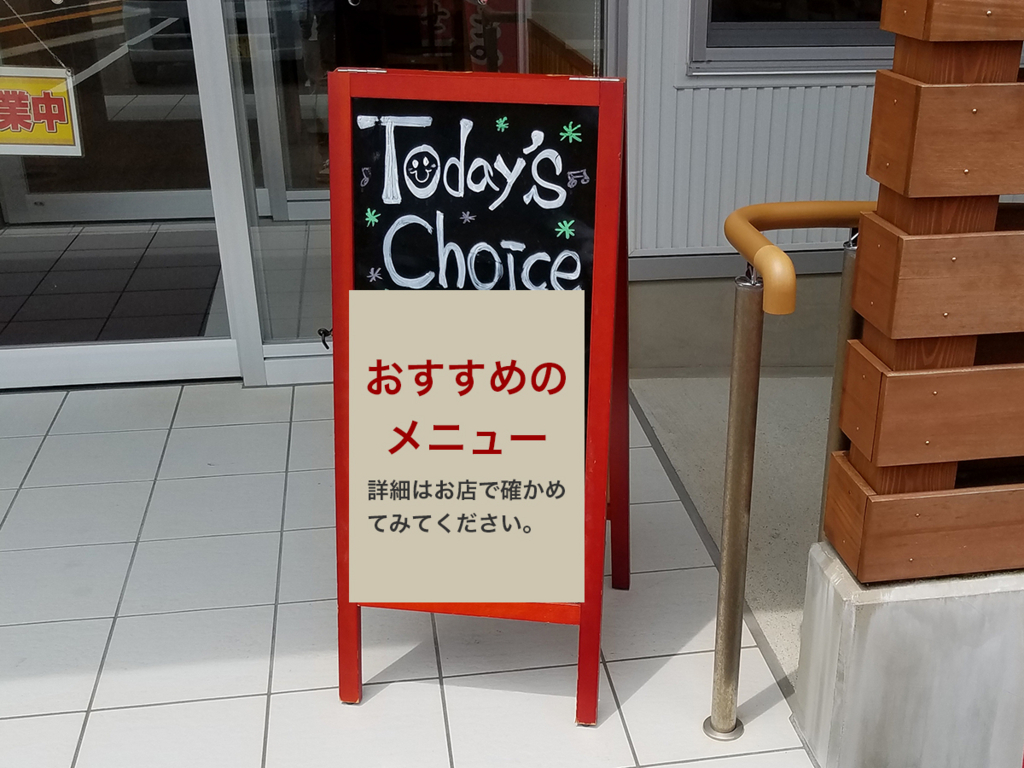 業中
Today's
Choice
おすすめの
メニュー
詳細はお店で確かめ
てみてください。